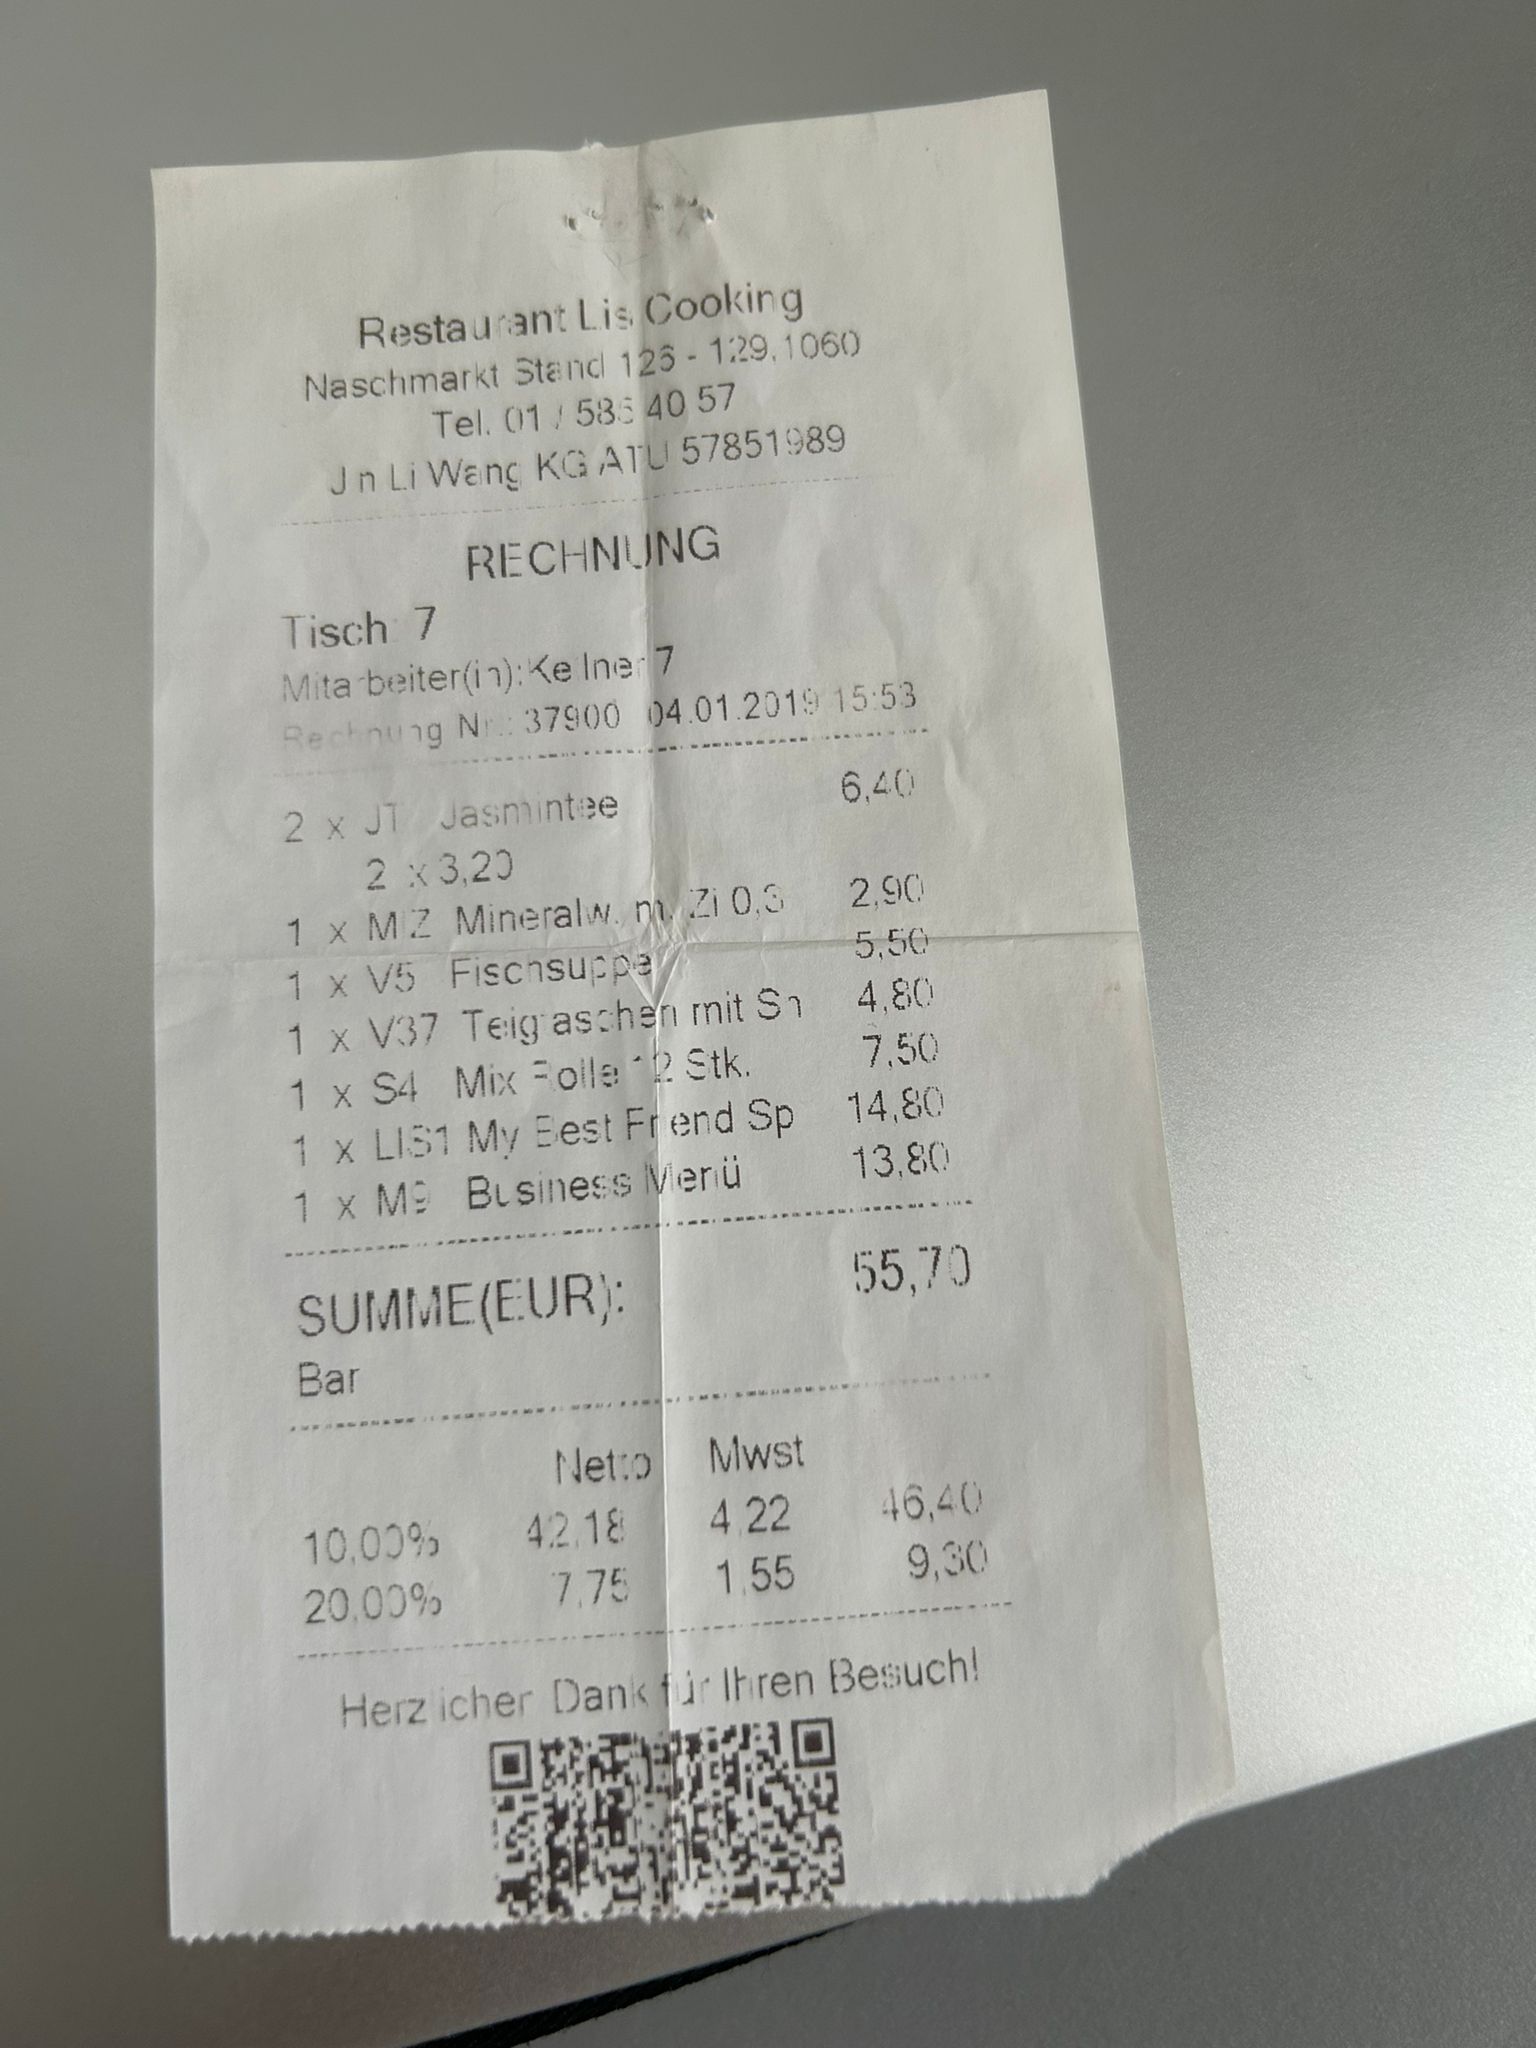 Restaurant Lis Cooking
Naschmarkt Stand 126 - 129,1060
Tel. 01 / 586 40 57
Jin Li Wang KG ATU 57851989
RECHNUNG
Tisch: 7
Mitarbeiter(in):Kellner 7
Rechnung Nr.: 37900 04.01.2019 15:53
2 x JT Jasmintee 6,40
2 x 3,20
1 x MIZ Mineralw. m. Zi 0,3 2,90
1 x V5 Fischsuppe 5,50
1 x V37 Teigtaschen mit Sh 4,80
1 x S4 Mix Rolle 12 Stk. 7,50
1 x LIS1 My Best Friend Sp 14,80
1 x M9 Business Menü 13,80
SUMME(EUR): 55,70
Bar
Netto Mwst
10,00% 42,18 4,22 46,40
20,00% 7,75 1,55 9,30
Herzlicher Dank für Ihren Besuch!